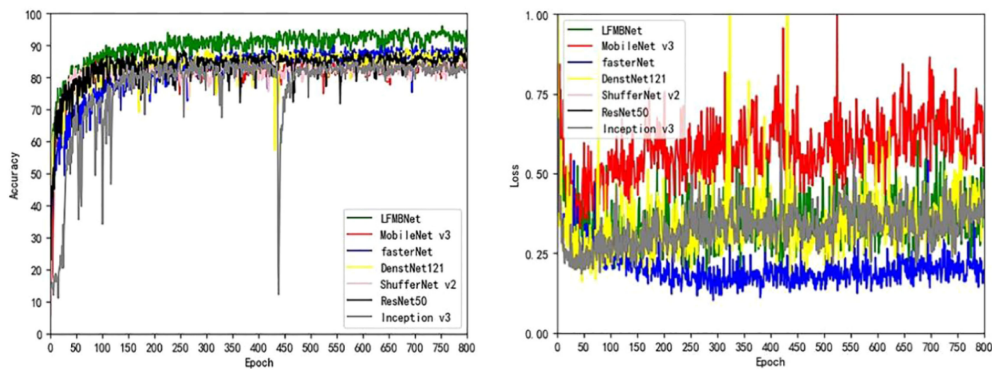 100
90
80
70
60
50
40
30
20
10
0
Accuracy
0 50 100 150 200 250 300 350 400 450 500 550 600 650 700 750 800
Epoch
LFMBNet
MobileNet v3
fasterNet
DenstNet121
ShufferNet v2
ResNet50
Inception v3
1.00
0.75
0.50
0.25
0.00
Loss
0 50 100 150 200 250 300 350 400 450 500 550 600 650 700 750 800
Epoch
LFMBNet
MobileNet v3
fasterNet
DenstNet121
ShufferNet v2
ResNet50
Inception v3